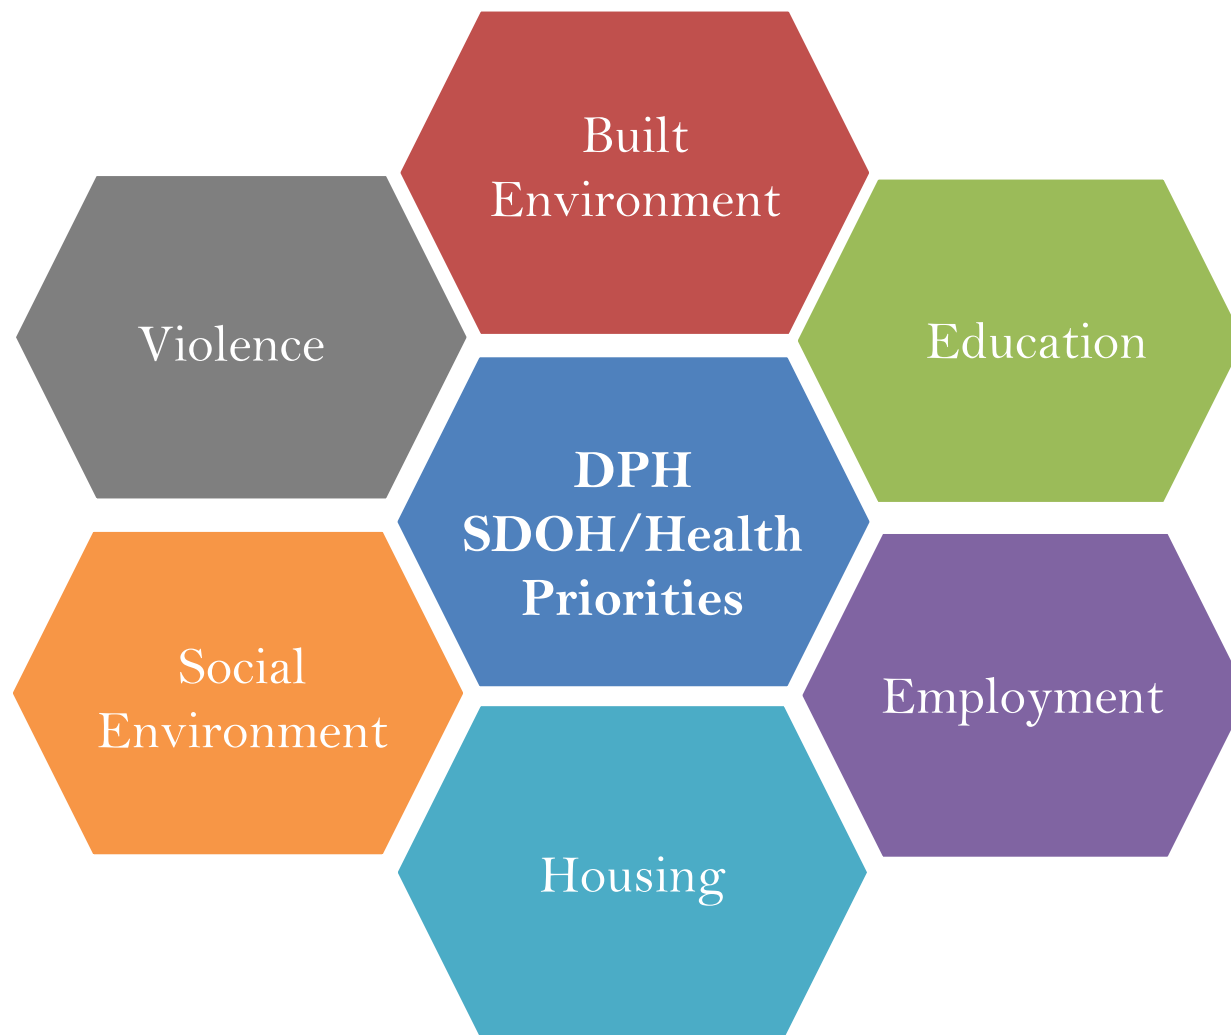 Built
Environment
Violence
Education
DPH
SDOH/Health
Priorities
Social
Environment
Employment
Housing